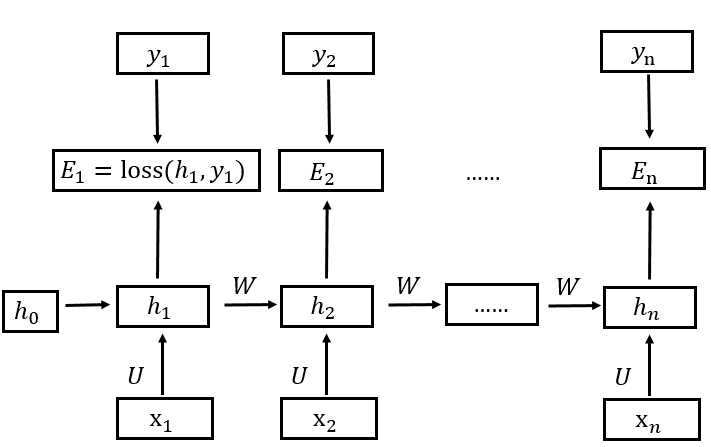 y₁ y₂ yₙ
E₁ = loss(h₁, y₁) E₂ ...... Eₙ
W W W
h₀ h₁ h₂ ...... hₙ
U U U
x₁ x₂ xₙ